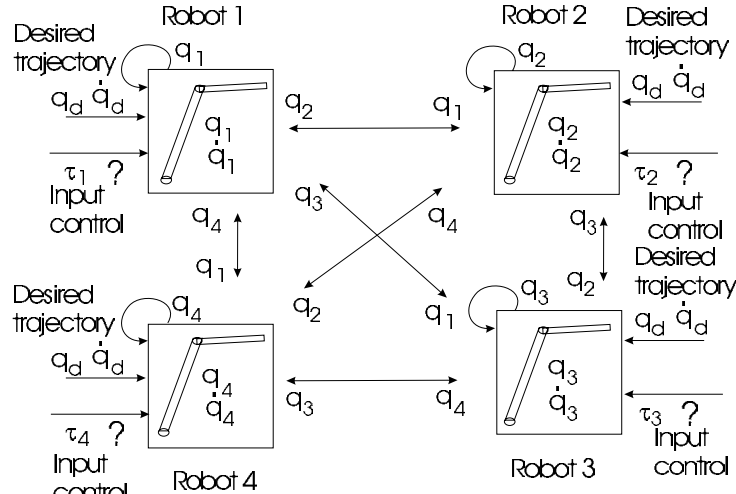 Robot 1
Robot 2
Desired
trajectory
q1
q2
Desired
trajectory
qd q̇d
qd q̇d
q1
q̇1
q2
q1
q2
q̇2
τ1 ?
Input
control
τ2 ?
Input
control
q3
q4
q4
q3
q1
q2
Desired
trajectory
Desired
trajectory
q4
q2
q1
q3
qd q̇d
qd q̇d
q4
q̇4
q3
q4
q3
q̇3
τ4 ?
Input
control
τ3 ?
Input
control
Robot 4
Robot 3